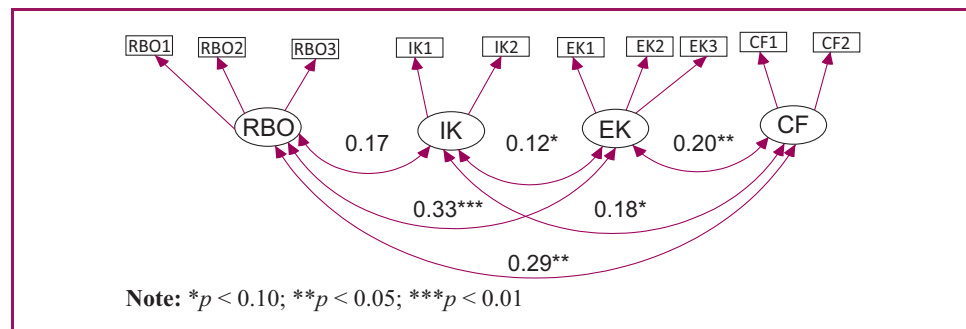 RBO1 RBO2 RBO3 IK1 IK2 EK1 EK2 EK3 CF1 CF2
RBO IK EK CF
0.17 0.12* 0.20**
0.33*** 0.18*
0.29**
Note: *p < 0.10; **p < 0.05; ***p < 0.01